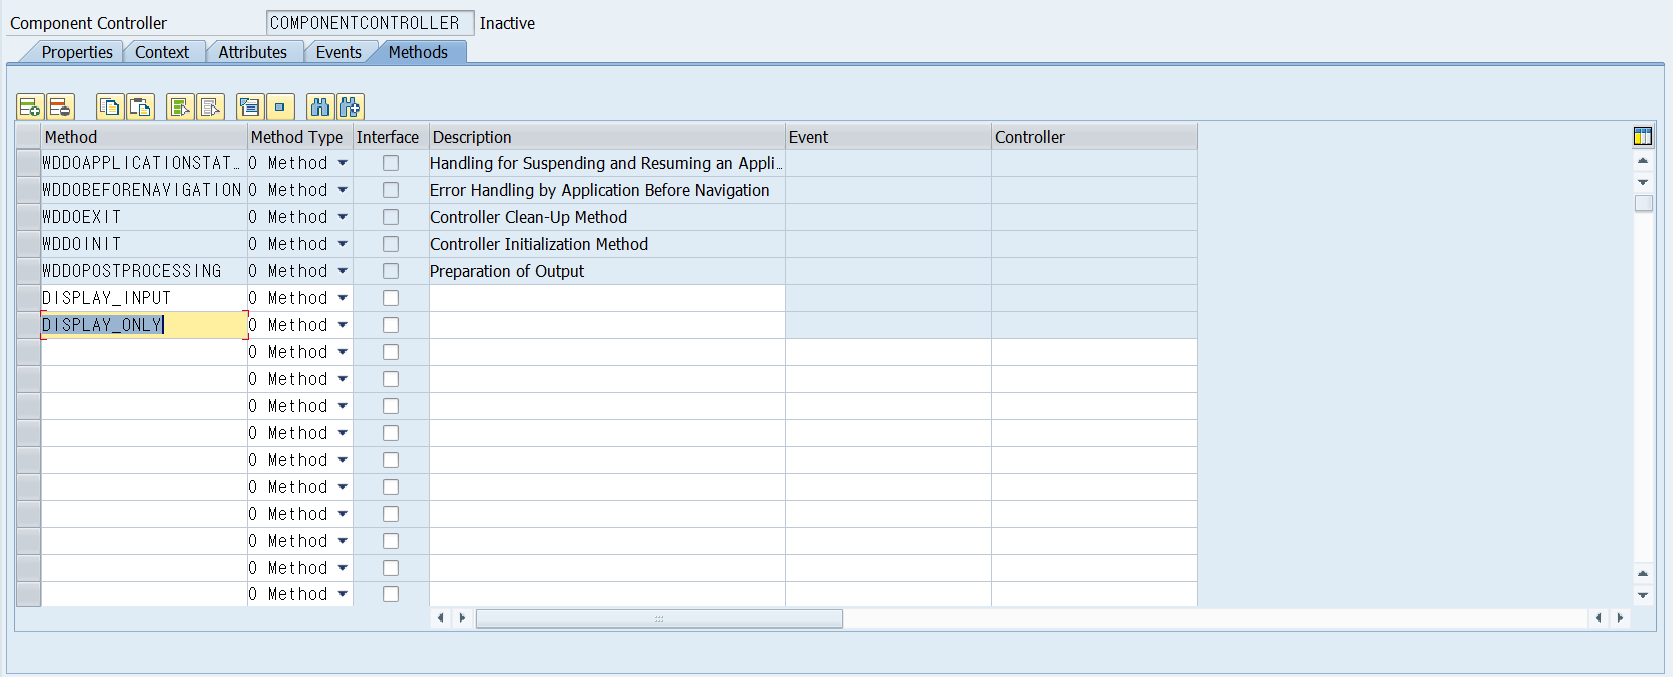 Component Controller COMPONENTCONTROLLER Inactive
Properties Context Attributes Events Methods
Method Method Type Interface Description Event Controller
WDDOAPPLICATIONSTAT… 0 Method Handling for Suspending and Resuming an Appli…
WDDOBEFORENAVIGATION 0 Method Error Handling by Application Before Navigation
WDDOEXIT 0 Method Controller Clean-Up Method
WDDOINIT 0 Method Controller Initialization Method
WDDOPOSTPROCESSING 0 Method Preparation of Output
DISPLAY_INPUT 0 Method
DISPLAY_ONLY 0 Method
0 Method
0 Method
0 Method
0 Method
0 Method
0 Method
0 Method
0 Method
0 Method
0 Method